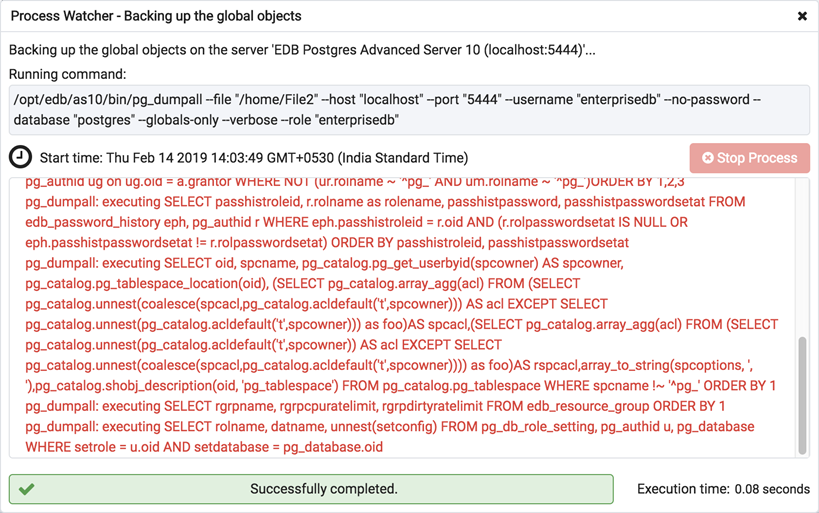 Process Watcher - Backing up the global objects
Backing up the global objects on the server 'EDB Postgres Advanced Server 10 (localhost:5444)'...
Running command:
/opt/edb/as10/bin/pg_dumpall --file "/home/File2" --host "localhost" --port "5444" --username "enterprisedb" --no-password --
database "postgres" --globals-only --verbose --role "enterprisedb"
Start time: Thu Feb 14 2019 14:03:49 GMT+0530 (India Standard Time)
Stop Process
pg_authid ug on ug.oid = a.grantor WHERE NOT (ur.rolname ~ '^pg_' AND um.rolname ~ '^pg_')ORDER BY 1,2,3
pg_dumpall: executing SELECT passhistroleid, r.rolname as rolename, passhistpassword, passhistpasswordsetat FROM
edb_password_history eph, pg_authid r WHERE eph.passhistroleid = r.oid AND (r.rolpasswordsetat IS NULL OR
eph.passhistpasswordsetat != r.rolpasswordsetat) ORDER BY passhistroleid, passhistpasswordsetat
pg_dumpall: executing SELECT oid, spcname, pg_catalog.pg_get_userbyid(spcowner) AS spcowner,
pg_catalog.pg_tablespace_location(oid), (SELECT pg_catalog.array_agg(acl) FROM (SELECT
pg_catalog.unnest(coalesce(spcacl,pg_catalog.acldefault('t',spcowner))) AS acl EXCEPT SELECT
pg_catalog.unnest(pg_catalog.acldefault('t',spcowner))) as foo)AS spcacl,(SELECT pg_catalog.array_agg(acl) FROM (SELECT
pg_catalog.unnest(pg_catalog.acldefault('t',spcowner)) AS acl EXCEPT SELECT
pg_catalog.unnest(coalesce(spcacl,pg_catalog.acldefault('t',spcowner)))) as foo)AS rspcacl,array_to_string(spcoptions, ',
'),pg_catalog.shobj_description(oid, 'pg_tablespace') FROM pg_catalog.pg_tablespace WHERE spcname !~ '^pg_' ORDER BY 1
pg_dumpall: executing SELECT rgrpname, rgrpcpuratelimit, rgrpdirtyratelimit FROM edb_resource_group ORDER BY 1
pg_dumpall: executing SELECT rolname, datname, unnest(setconfig) FROM pg_db_role_setting, pg_authid u, pg_database
WHERE setrole = u.oid AND setdatabase = pg_database.oid
Successfully completed.
Execution time: 0.08 seconds